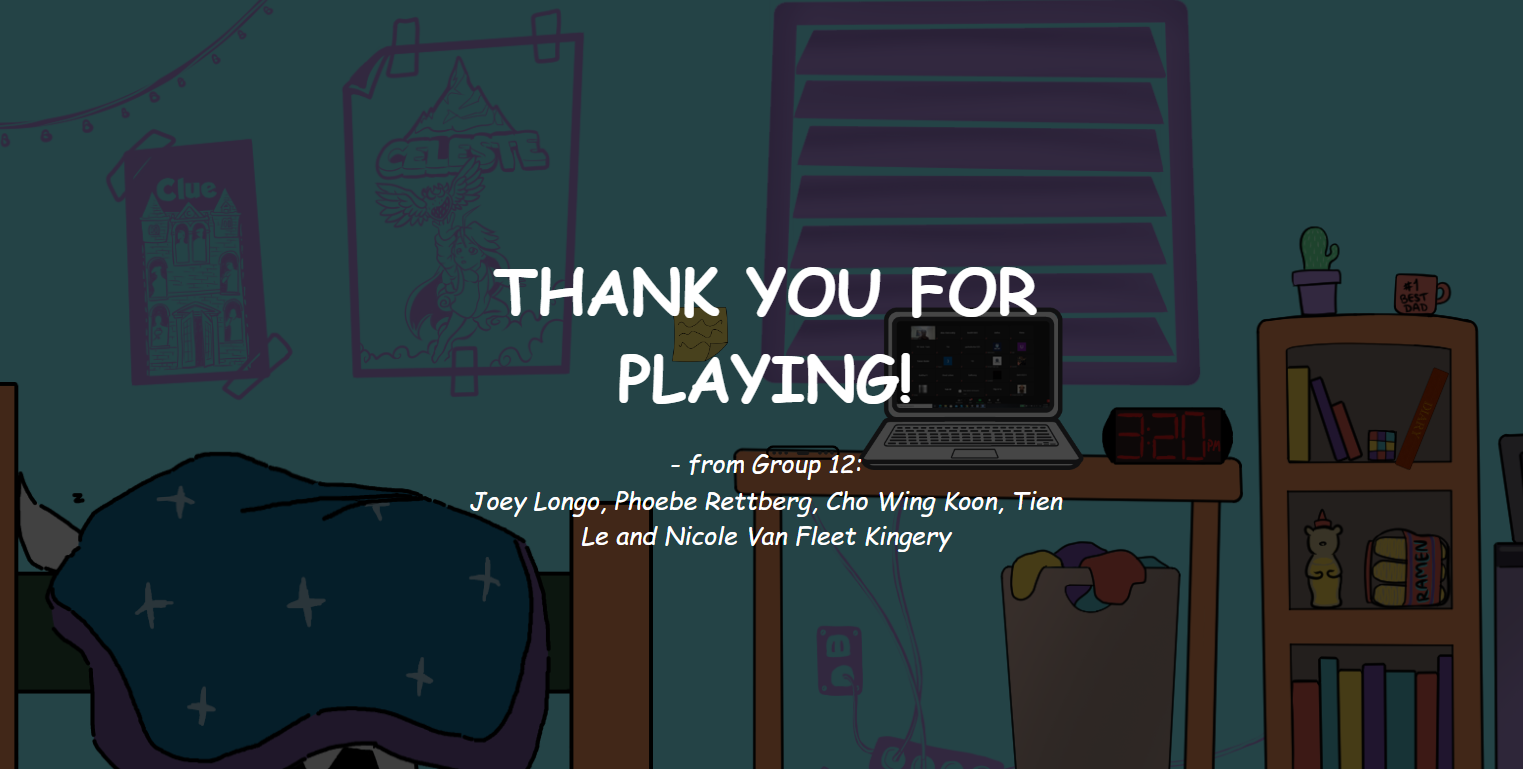 CELESTE
Clue
THANK YOU FOR
PLAYING!
#1
BEST
DAD
DIARY
3:20 PM
- from Group 12:
Joey Longo, Phoebe Rettberg, Cho Wing Koon, Tien
Le and Nicole Van Fleet Kingery
z
RAMEN